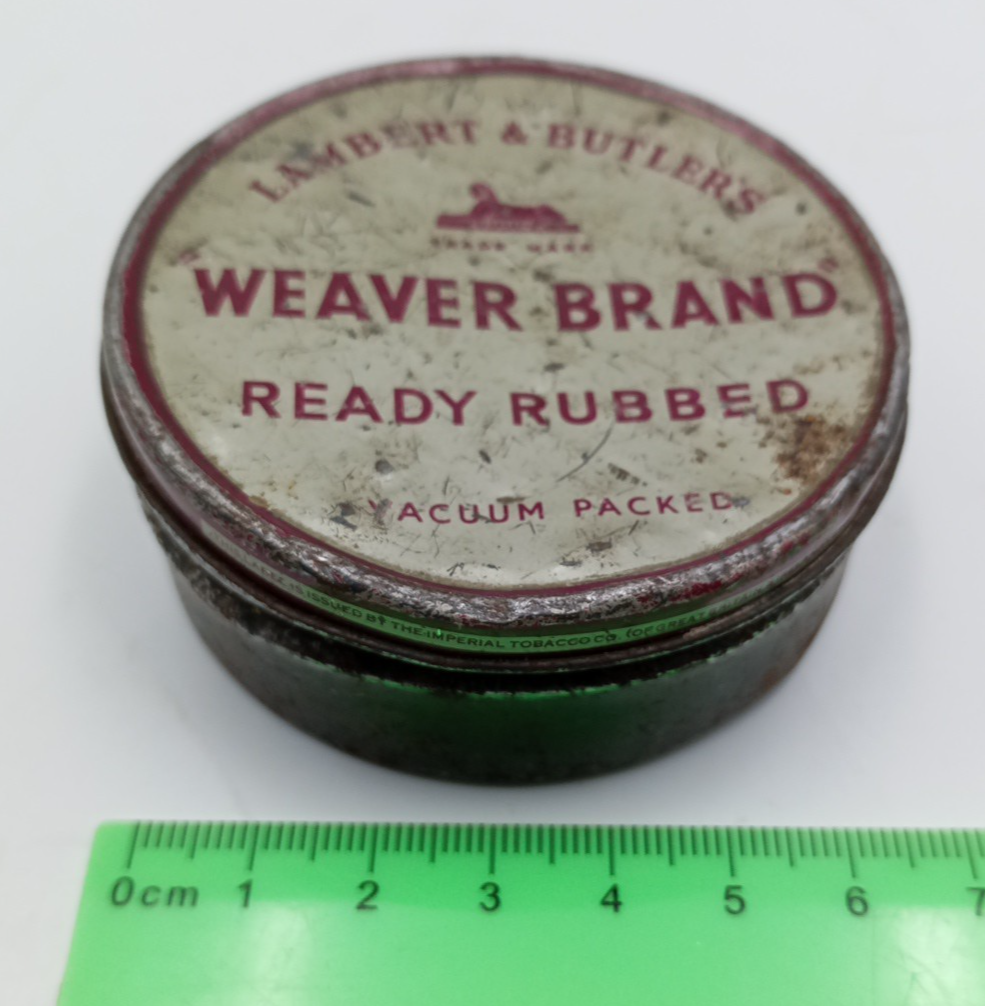 LAMBERT & BUTLER'S
TRADE MARK
"WEAVER BRAND"
READY RUBBED
VACUUM PACKED
IS ISSUED BY THE IMPERIAL TOBACCO CO. (OF GREAT
0cm 1 2 3 4 5 6 7